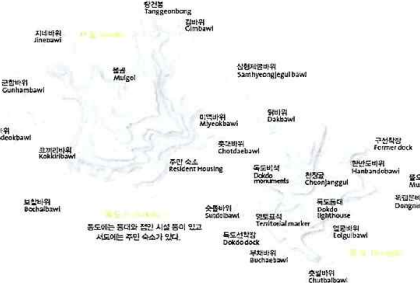 탕건봉
Tanggeonbong
김바위
Gimbawi
지네바위
Jinebawi
삼형제굴바위
Samhyeongjegulbawi
물골
Mulgol
군함바위
Gunhambawi
닭바위
Dakbawi
미역바위
Miyeokbawi
바위
구선착장
Former dock
촛대바위
Chotdaebawi
코끼리바위
Kokkiribawi
주민 숙소
Resident Housing
한반도바위
Hanbandobawi
독도비석
Dokdo
monuments
천장굴
Cheonjanggul
보찰바위
Bochalbawi
숫돌바위
Sutdolbawi
독도등대
Dokdo
lighthouse
영토표석
Territorial marker
동도에는 등대와 접안 시설 등이 있고
서도에는 주민 숙소가 있다.
얼굴바위
Eolgulbawi
독도선착장
Dokdo dock
부채바위
Buchaebawi
춧발바위
Chutbalbawi